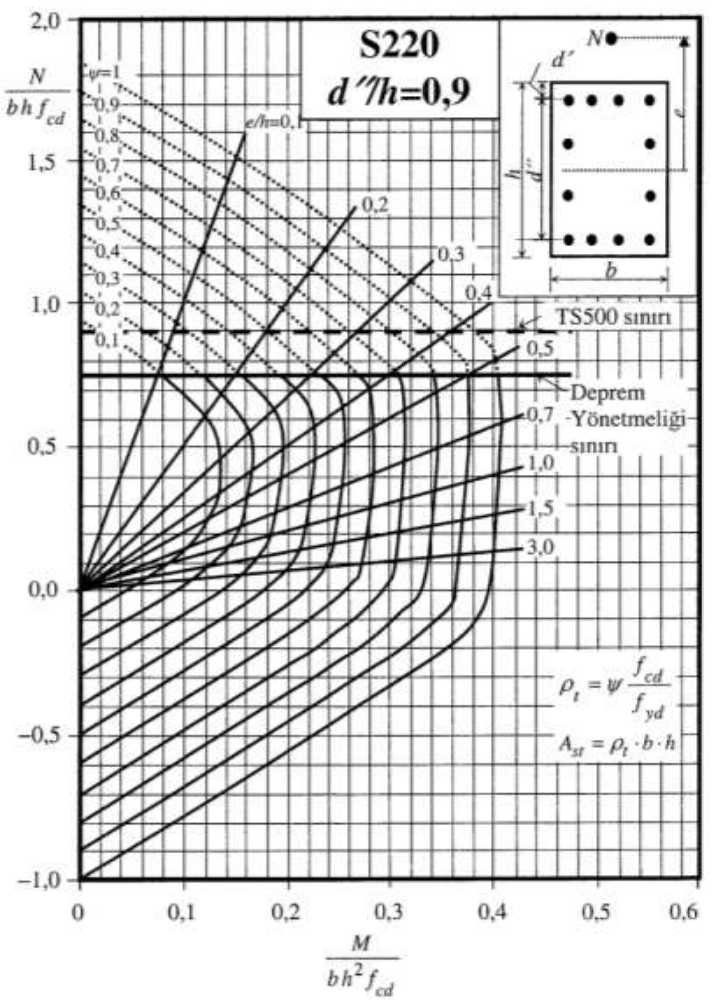 S220
d″/h=0,9
N
bhf_cd
2,0
1,5
1,0
0,5
0,0
−0,5
−1,0
ψ=1
0,9
0,8
0,7
0,6
0,5
0,4
0,3
0,2
0,1
e/h=0,1
0,2
0,3
0,4
0,5
0,7
1,0
1,5
3,0
N
d′
e
h
d″
b
TS500 sınırı
Deprem
Yönetmeliği
sınırı
ρ_t = ψ f_cd / f_yd
A_st = ρ_t · b · h
0 0,1 0,2 0,3 0,4 0,5 0,6
M
bh²f_cd